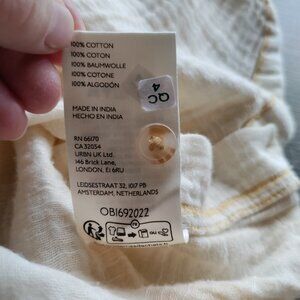 100% COTTON
100% COTON
100% BAUMWOLLE
100% COTONE
100% ALGODÓN
QC
4
MADE IN INDIA
HECHO EN INDIA
RN 66170
CA 32054
URBN UK Ltd.
146 Brick Lane,
LONDON, E1 6RU
LEIDSESTRAAT 32, 1017 PB
AMSTERDAM, NETHERLANDS
OB1692022
FR